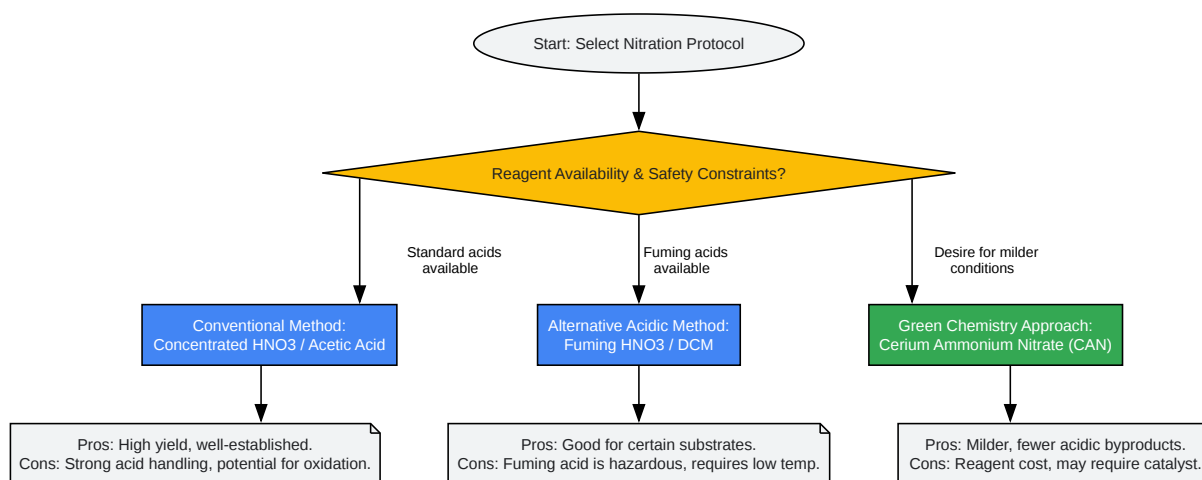 Start: Select Nitration Protocol
Reagent Availability & Safety Constraints?
Standard acids
available
Fuming acids
available
Desire for milder
conditions
Conventional Method:
Concentrated HNO3 / Acetic Acid
Alternative Acidic Method:
Fuming HNO3 / DCM
Green Chemistry Approach:
Cerium Ammonium Nitrate (CAN)
Pros: High yield, well-established.
Cons: Strong acid handling, potential for oxidation.
Pros: Good for certain substrates.
Cons: Fuming acid is hazardous, requires low temp.
Pros: Milder, fewer acidic byproducts.
Cons: Reagent cost, may require catalyst.